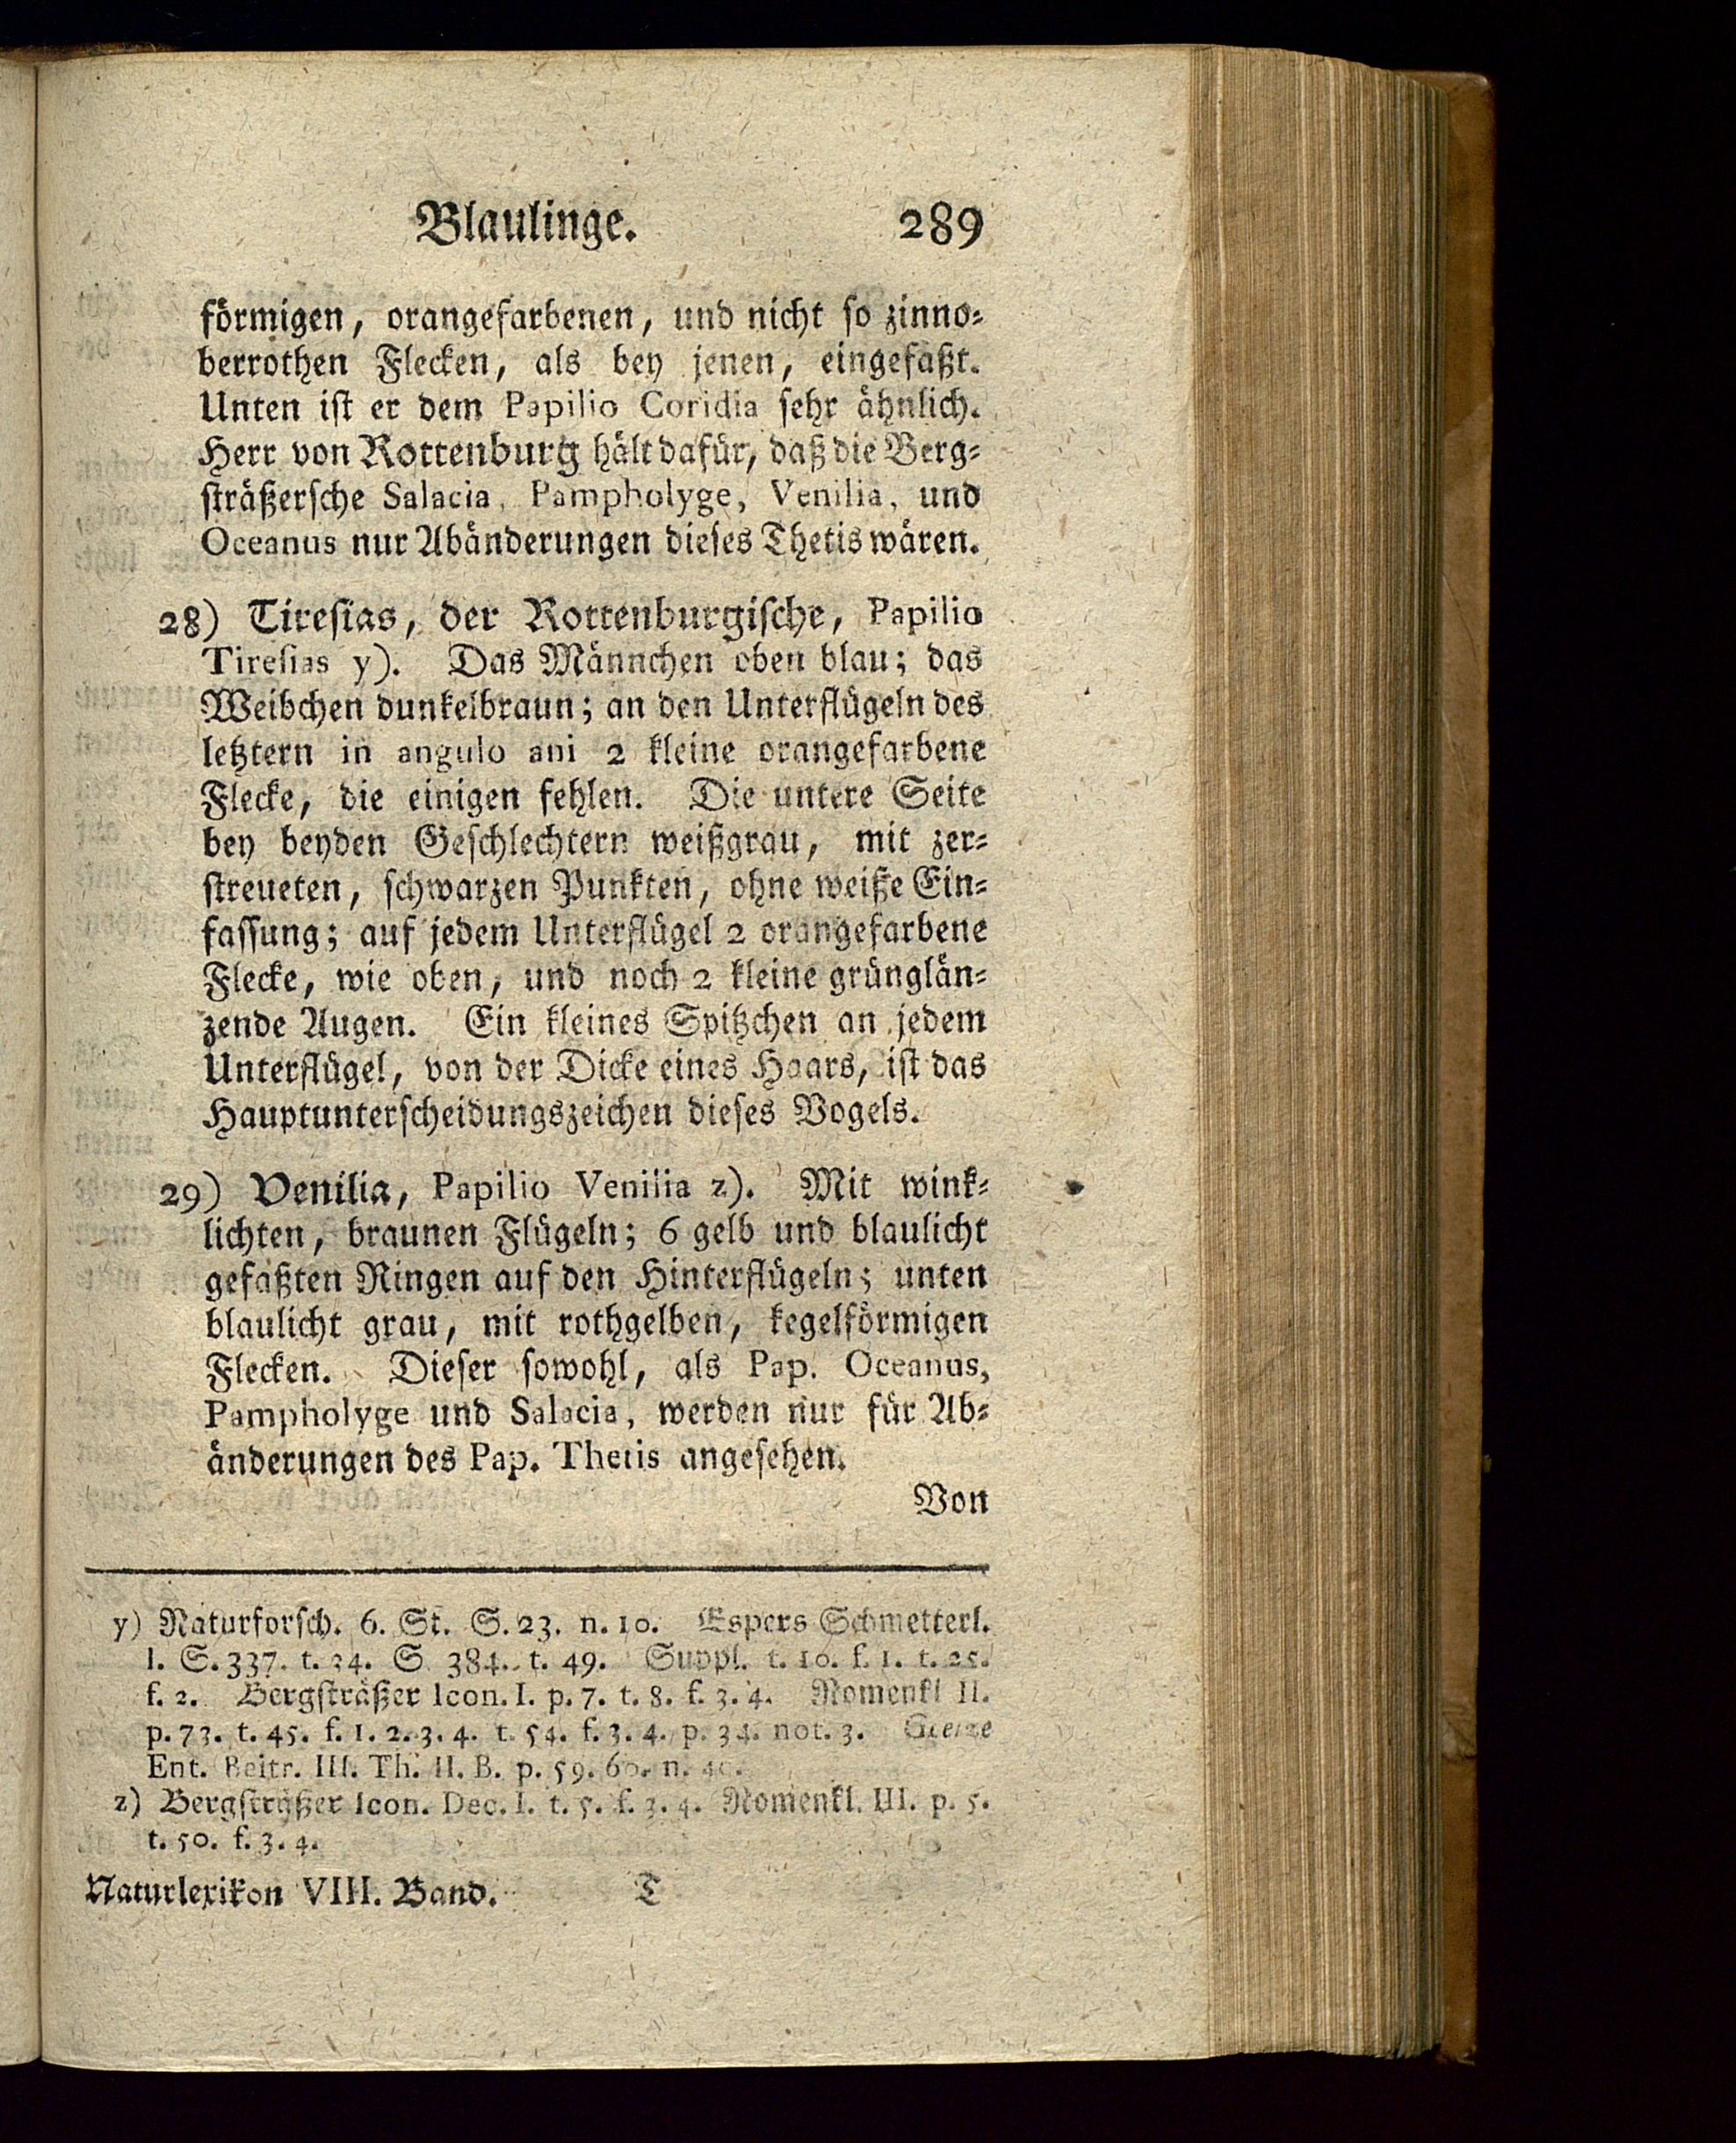 Blaulinge. 289
förmigen, orangefarbenen, und nicht so zinno=
berrothen Flecken, als bey jenen, eingefaßt.
Unten ist er dem Papilio Coridia sehr ähnlich.
Herr von Rottenburg hält dafür, daß die Berg=
sträßersche Salacia, Pampholyge, Venilia, und
Oceanus nur Abänderungen dieses Thetis wären.
28) Tiresias, der Rottenburgische, Papilio
Tiresias y). Das Männchen oben blau; das
Weibchen dunkelbraun; an den Unterflügeln des
letztern in angulo ani 2 kleine orangefarbene
Flecke, die einigen fehlen. Die untere Seite
bey beyden Geschlechtern weißgrau, mit zer=
streueten, schwarzen Punkten, ohne weiße Ein=
fassung; auf jedem Unterflügel 2 orangefarbene
Flecke, wie oben, und noch 2 kleine grünglän=
zende Augen. Ein kleines Spitzchen an jedem
Unterflügel, von der Dicke eines Haars, ist das
Hauptunterscheidungszeichen dieses Vogels.
29) Venilia, Papilio Venilia z). Mit wink=
lichten, braunen Flügeln; 6 gelb und blaulicht
gefaßten Ringen auf den Hinterflügeln; unten
blaulicht grau, mit rothgelben, kegelförmigen
Flecken. Dieser sowohl, als Pap. Oceanus,
Pampholyge und Salacia, werden nur für Ab=
änderungen des Pap. Thetis angesehen.
Von
y) Naturforsch. 6. St. S. 23. n. 10. Espers Schmetterl.
I. S. 337. t. 34. S. 384. t. 49. Suppl. t. 10. f. 1. t. 25.
f. 2. Bergsträßer Icon. I. p. 7. t. 8. f. 3. 4. Nomenkl II.
p. 73. t. 45. f. 1. 2. 3. 4. t. 54. f. 3. 4. p. 34. not. 3.
Ent. Beitr. III. Th. II. B. p. 59. 60. n.
z) Bergsträßer Icon. Dec. I. t. 5. f. 3. 4. Nomenkl. III. p. 5.
t. 50. f. 3. 4.
Naturlexikon VIII. Band. T